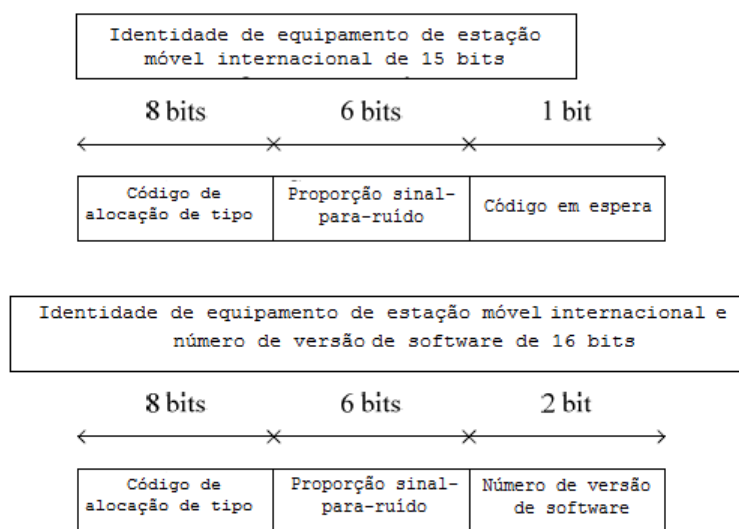 Identidade de equipamento de estação
móvel internacional de 15 bits
8 bits
6 bits
1 bit
Código de
alocação de tipo
Proporção sinal-
para-ruído
Código em espera
Identidade de equipamento de estação móvel internacional e
número de versão de software de 16 bits
8 bits
6 bits
2 bit
Código de
alocação de tipo
Proporção sinal-
para-ruído
Número de versão
de software